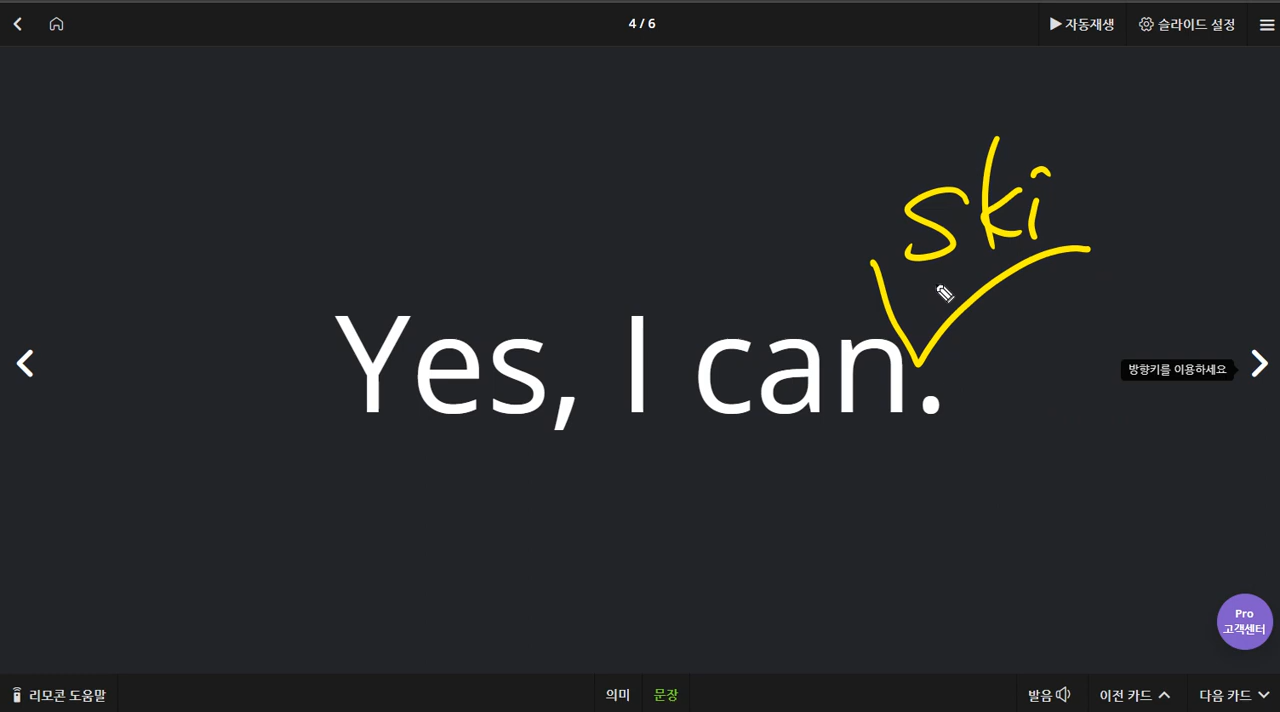 4 / 6
자동재생
슬라이드 설정
ski
Yes, I can.
방향키를 이용하세요
Pro
고객센터
리모콘 도움말
의미
문장
발음
이전 카드
다음 카드